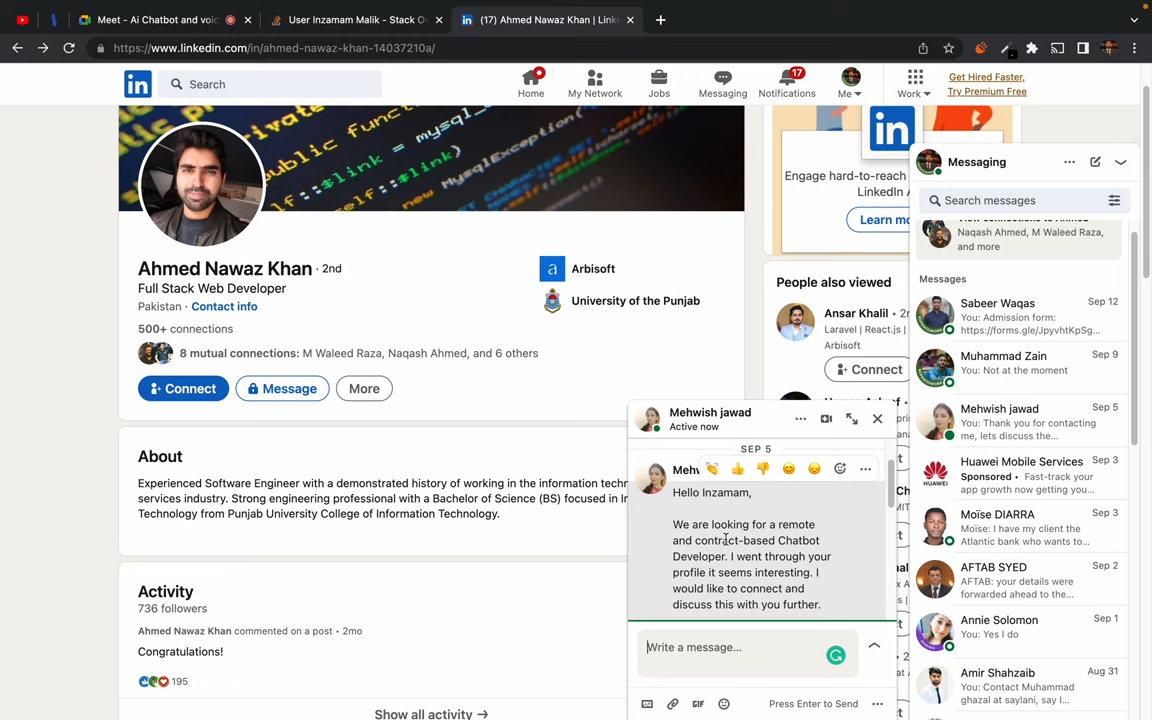 Meet - Ai Chatbot and voic
User Inzamam Malik - Stack Ov
(17) Ahmed Nawaz Khan | Link
https://www.linkedin.com/in/ahmed-nawaz-khan-14037210a/
in
Search
Home
My Network
Jobs
Messaging
17
Notifications
Me
Work
Get Hired Faster,
Try Premium Free
Ahmed Nawaz Khan · 2nd
Full Stack Web Developer
Pakistan · Contact info
500+ connections
8 mutual connections: M Waleed Raza, Naqash Ahmed, and 6 others
Connect
Message
More
a
Arbisoft
University of the Punjab
About
Experienced Software Engineer with a demonstrated history of working in the information techn
services industry. Strong engineering professional with a Bachelor of Science (BS) focused in In
Technology from Punjab University College of Information Technology.
Activity
736 followers
Ahmed Nawaz Khan commented on a post • 2mo
Congratulations!
195
Show all activity →
in
Engage hard-to-reach
LinkedIn A
Learn mo
People also viewed
Ansar Khalil • 2n
Laravel | React.js |
Arbisoft
Connect
Mehwish jawad
Active now
SEP 5
Mehw
Hello Inzamam,
We are looking for a remote
and contract-based Chatbot
Developer. I went through your
profile it seems interesting. I
would like to connect and
discuss this with you further.
Write a message...
GIF
Press Enter to Send
Messaging
Search messages
View connections to Ahmed
Naqash Ahmed, M Waleed Raza,
and more
Messages
Sabeer Waqas
Sep 12
You: Admission form:
https://forms.gle/JpyvhtKpSg...
Muhammad Zain
Sep 9
You: Not at the moment
Mehwish jawad
Sep 5
You: Thank you for contacting
me, lets discuss the...
Huawei Mobile Services
Sep 3
Sponsored • Fast-track your
app growth now getting you...
Moïse DIARRA
Sep 3
Moïse: I have my client the
Atlantic bank who wants to...
AFTAB SYED
Sep 2
AFTAB: your details were
forwarded ahead to the...
Annie Solomon
Sep 1
You: Yes I do
Amir Shahzaib
Aug 31
You: Contact Muhammad
ghazal at saylani, say I...